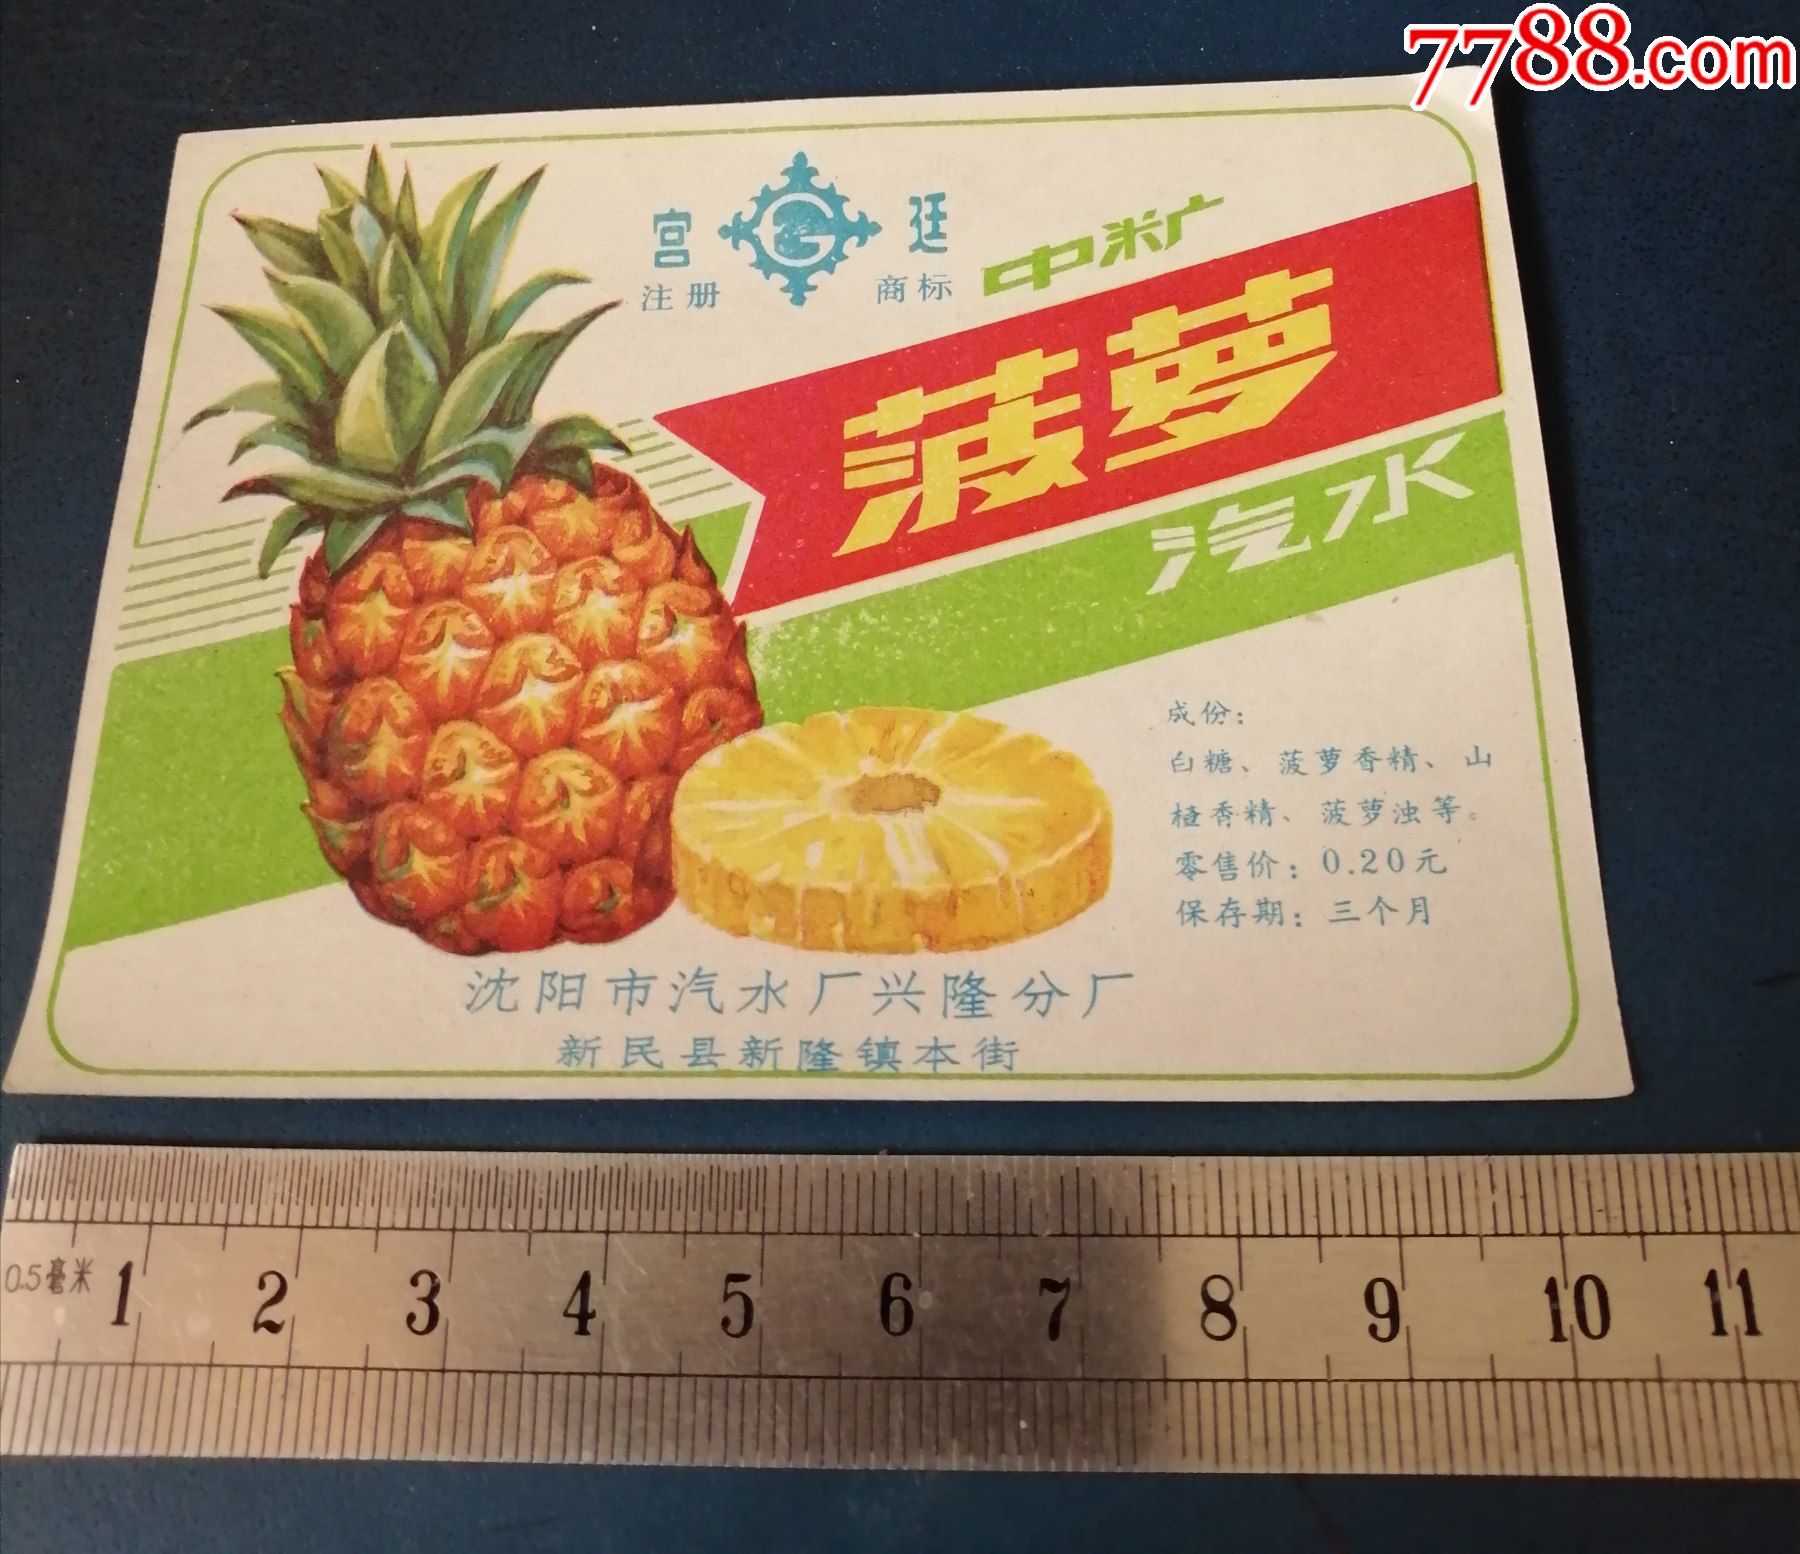 7788.com
宫 廷
注册 商标
菠萝
汽水
成份：
白糖、菠萝香精、山
楂香精、菠萝浊等。
零售价：0.20元
保存期：三个月
沈阳市汽水厂兴隆分厂
新民县新隆镇本街
0.5毫米 1 2 3 4 5 6 7 8 9 10 11